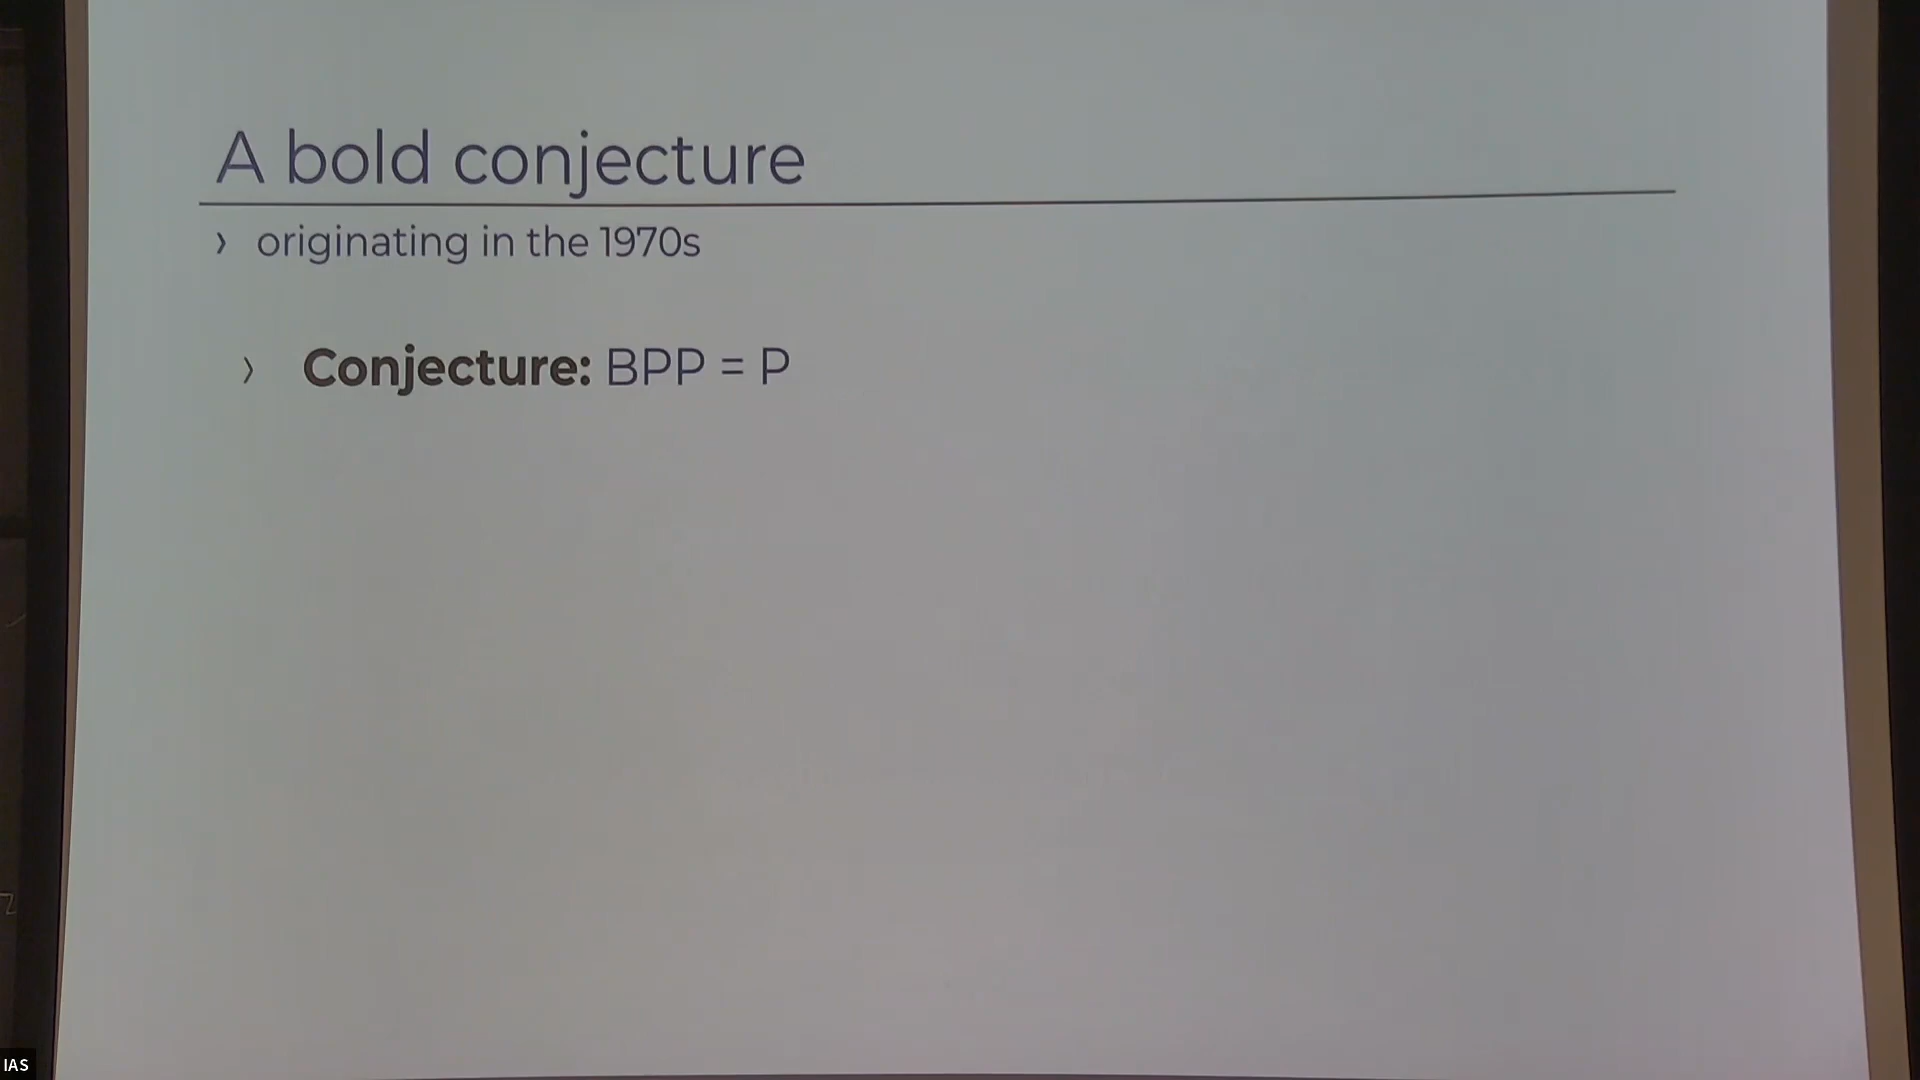 A bold conjecture
› originating in the 1970s
› Conjecture: BPP = P
IAS